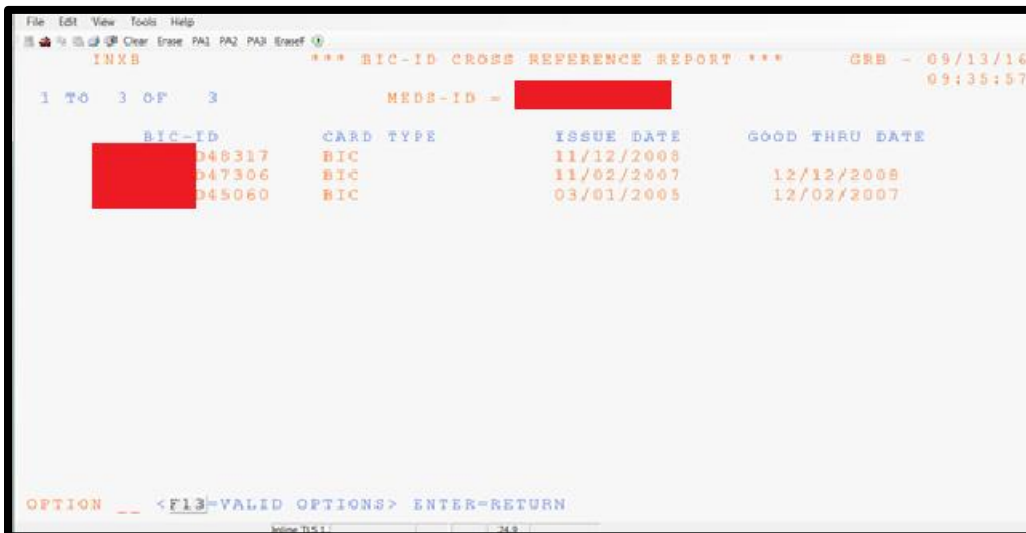 File Edit View Tools Help
Clear Erase PA1 PA2 PA3 EraseF
INXB *** BIC-ID CROSS REFERENCE REPORT *** GRB - 09/13/16
09:35:57
1 TO 3 OF 3 MEDS-ID =
BIC-ID CARD TYPE ISSUE DATE GOOD THRU DATE
D48317 BIC 11/12/2008
D47306 BIC 11/02/2007 12/12/2008
D45060 BIC 03/01/2005 12/02/2007
OPTION __ <F13=VALID OPTIONS> ENTER=RETURN